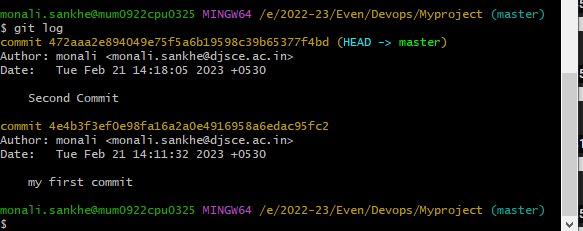 monali.sankhe@mum0922cpu0325 MINGW64 /e/2022-23/Even/Devops/Myproject (master)
$ git log
commit 472aaa2e894049e75f5a6b19598c39b65377f4bd (HEAD -> master)
Author: monali <monali.sankhe@djsce.ac.in>
Date:   Tue Feb 21 14:18:05 2023 +0530
    Second Commit
commit 4e4b3f3ef0e98fa16a2a0e4916958a6edac95fc2
Author: monali <monali.sankhe@djsce.ac.in>
Date:   Tue Feb 21 14:11:32 2023 +0530
    my first commit
monali.sankhe@mum0922cpu0325 MINGW64 /e/2022-23/Even/Devops/Myproject (master)
$